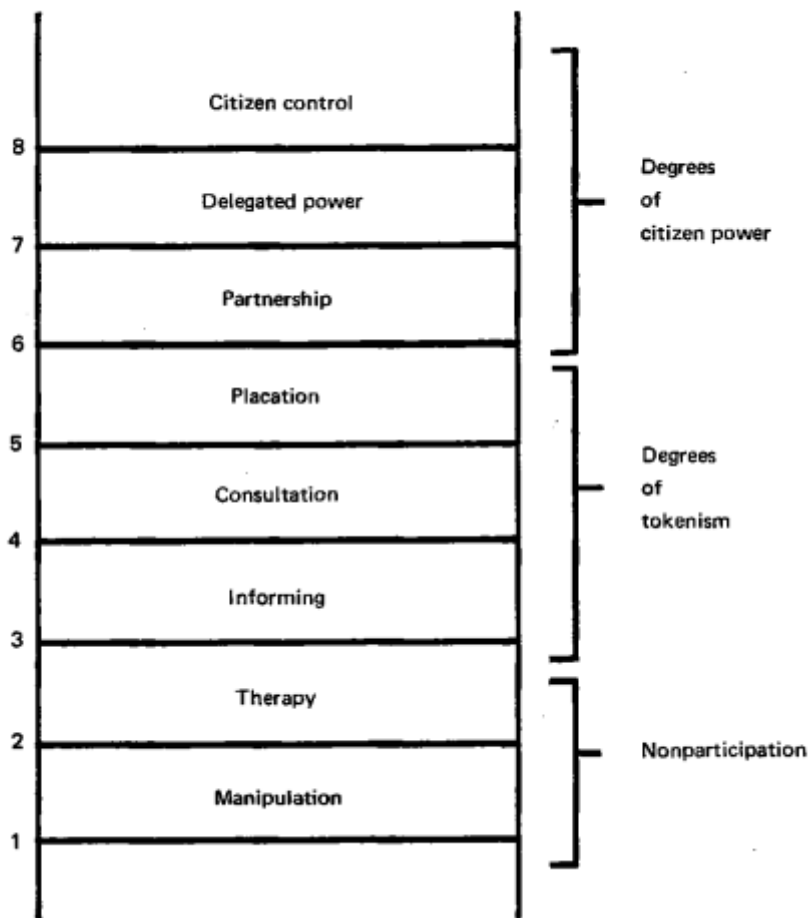 Citizen control
8
Delegated power
7
Partnership
6
Placation
5
Consultation
4
Informing
3
Therapy
2
Manipulation
1
Degrees
of
citizen power
Degrees
of
tokenism
Nonparticipation